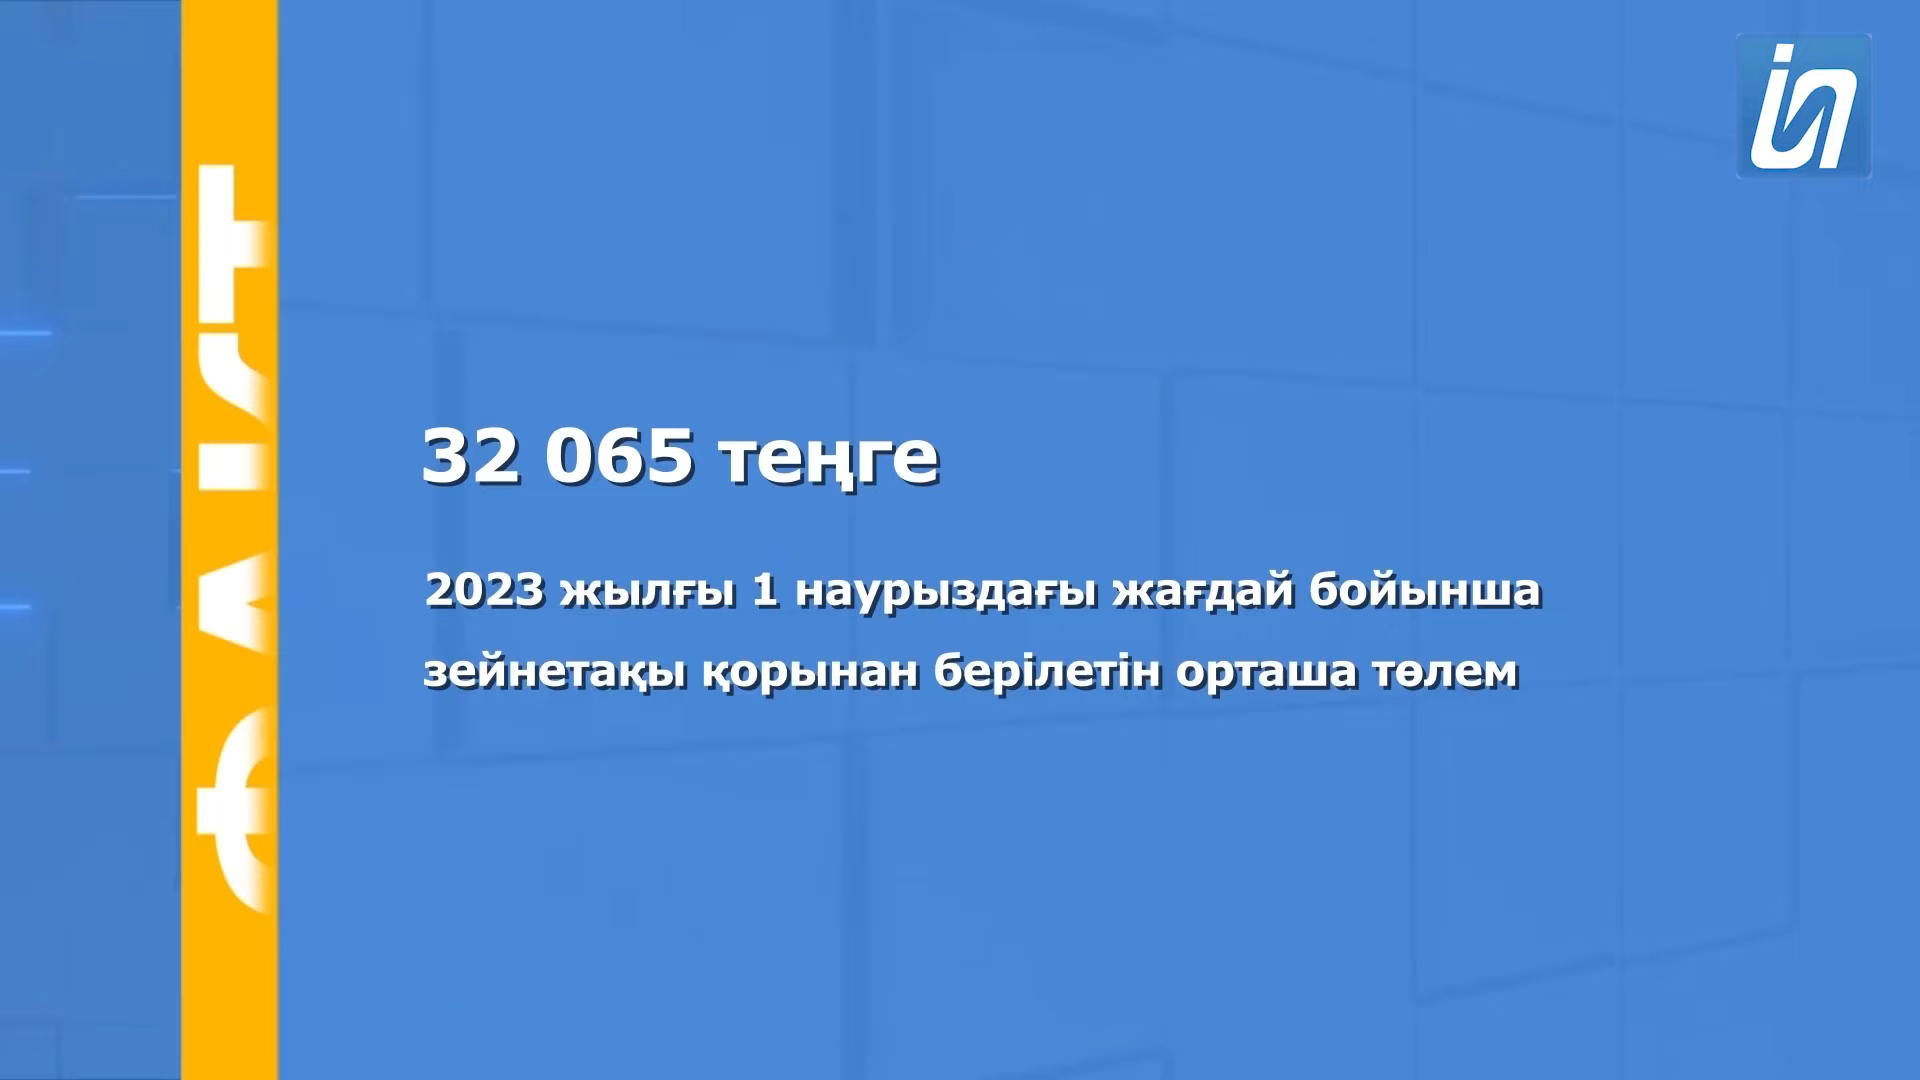 ФАКТ
32 065 теңге
2023 жылғы 1 наурыздағы жағдай бойынша
зейнетақы қорынан берілетін орташа төлем